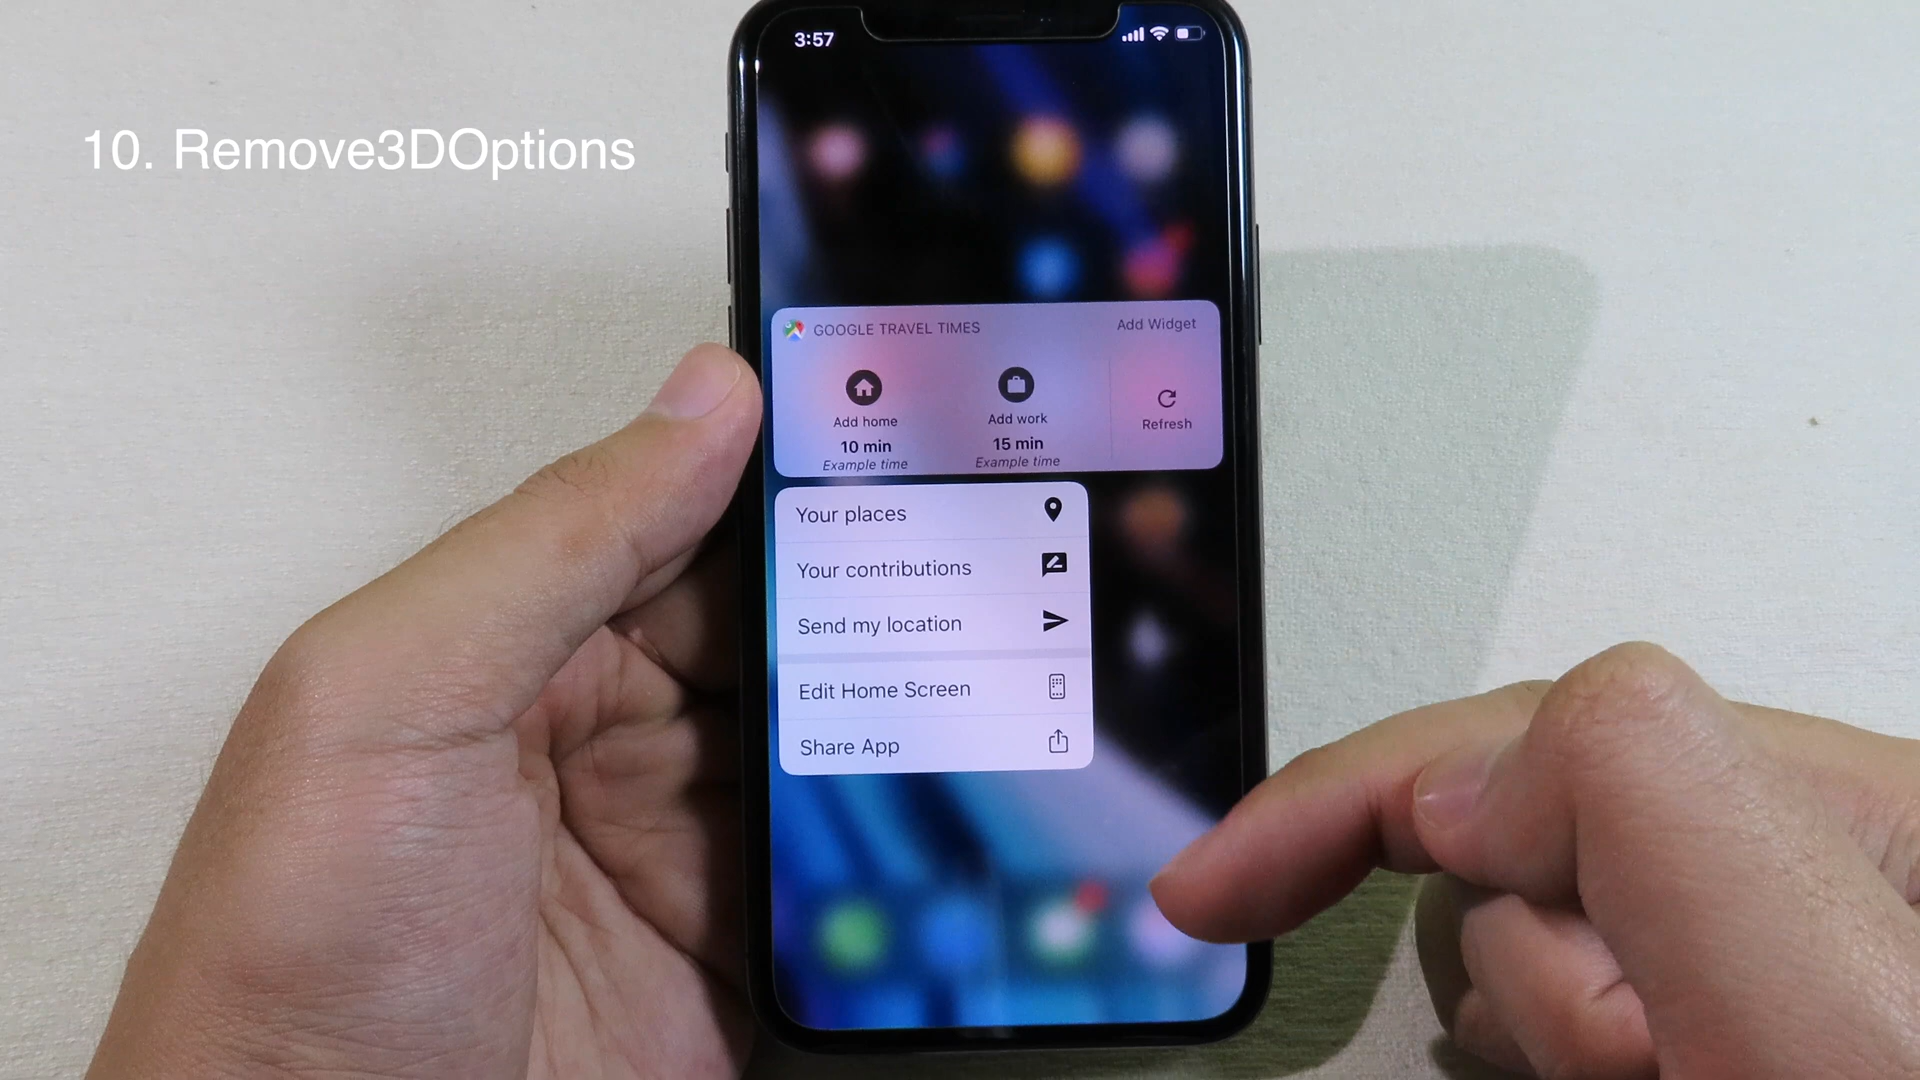 3:57
10. Remove3DOptions
GOOGLE TRAVEL TIMES
Add Widget
Add home
10 min
Example time
Add work
15 min
Example time
Refresh
Your places
Your contributions
Send my location
Edit Home Screen
Share App